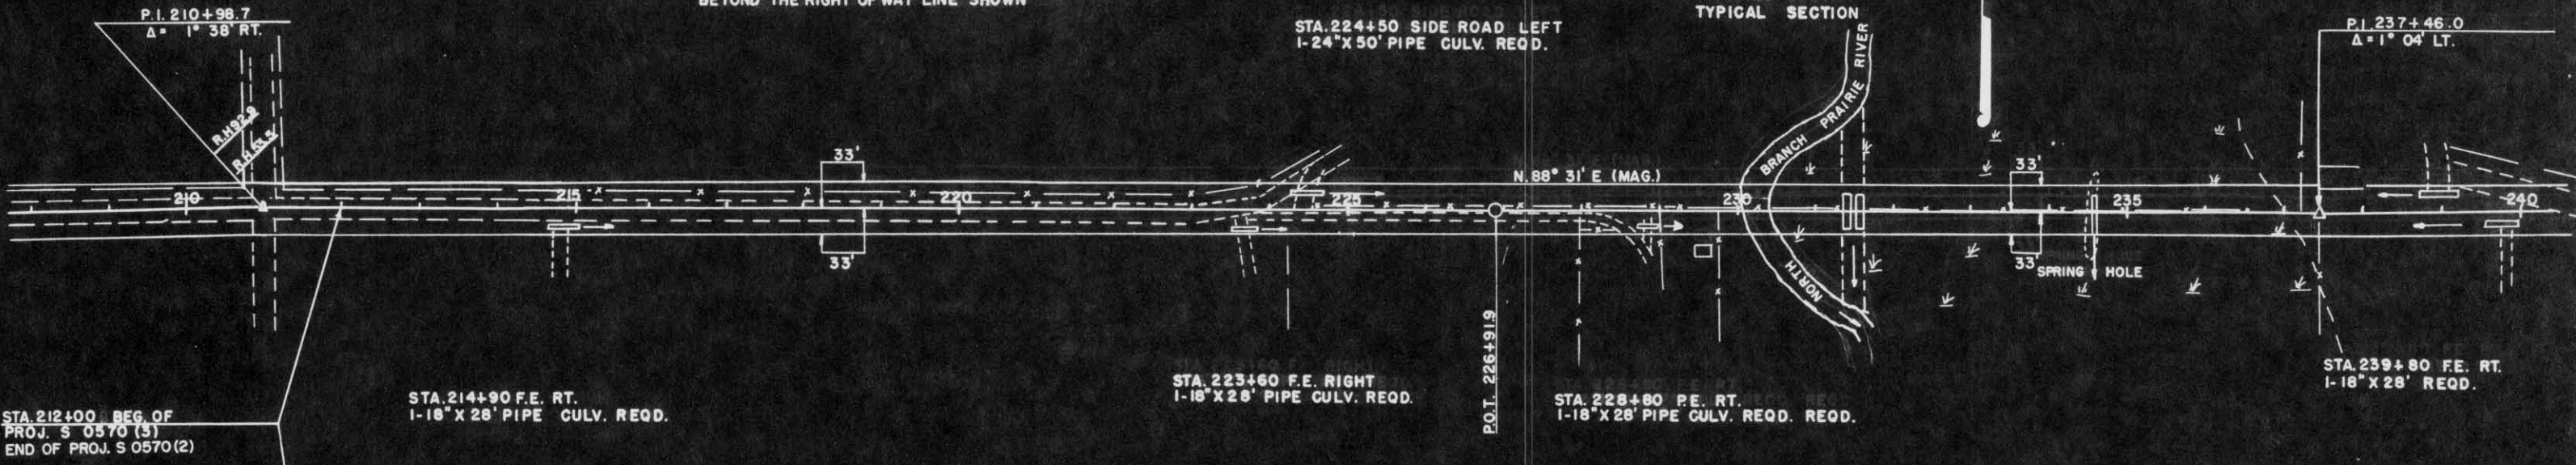 BEYOND THE RIGHT OF WAY LINE SHOWN
P.I. 210+98.7
Δ = 1° 38' RT.
STA. 224+50 SIDE ROAD LEFT
1-24"X 50' PIPE CULV. REQD.
TYPICAL SECTION
P.I. 237+46.0
Δ = 1° 04' LT.
R.H 92.9
R.H 33.5
33'
33'
N. 88° 31' E (MAG.)
NORTH BRANCH PRAIRIE RIVER
33'
33'
210
215
220
225
230
235
240
SPRING HOLE
P.O.T. 226+91.9
STA. 212+00 BEG. OF
PROJ. S 0570 (3)
END OF PROJ. S 0570 (2)
STA. 214+90 F.E. RT.
1-18"X 28' PIPE CULV. REQD.
STA. 223+60 F.E. RIGHT
1-18"X 28' PIPE CULV. REQD.
STA. 228+80 P.E. RT.
1-18"X 28' PIPE CULV. REQD. REQD.
STA. 239+80 F.E. RT.
1-18"X 28' REQD.